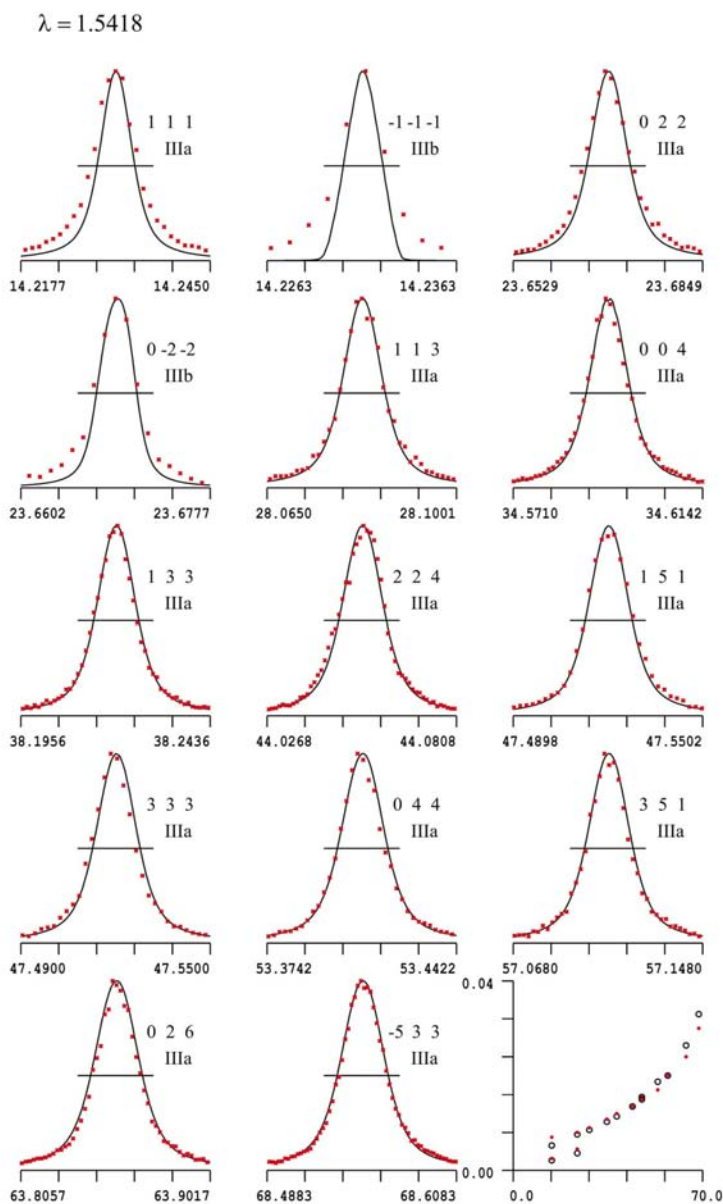 λ = 1.5418
1 1 1
IIIa
14.2177 14.2450
-1-1-1
IIIb
14.2263 14.2363
0 2 2
IIIa
23.6529 23.6849
0 -2 -2
IIIb
23.6602 23.6777
1 1 3
IIIa
28.0650 28.1001
0 0 4
IIIa
34.5710 34.6142
1 3 3
IIIa
38.1956 38.2436
2 2 4
IIIa
44.0268 44.0808
1 5 1
IIIa
47.4898 47.5502
3 3 3
IIIa
47.4900 47.5500
0 4 4
IIIa
53.3742 53.4422
3 5 1
IIIa
57.0680 57.1480
0 2 6
IIIa
63.8057 63.9017
-5 3 3
IIIa
68.4883 68.6083
0.04
0.00
0.0 70.0